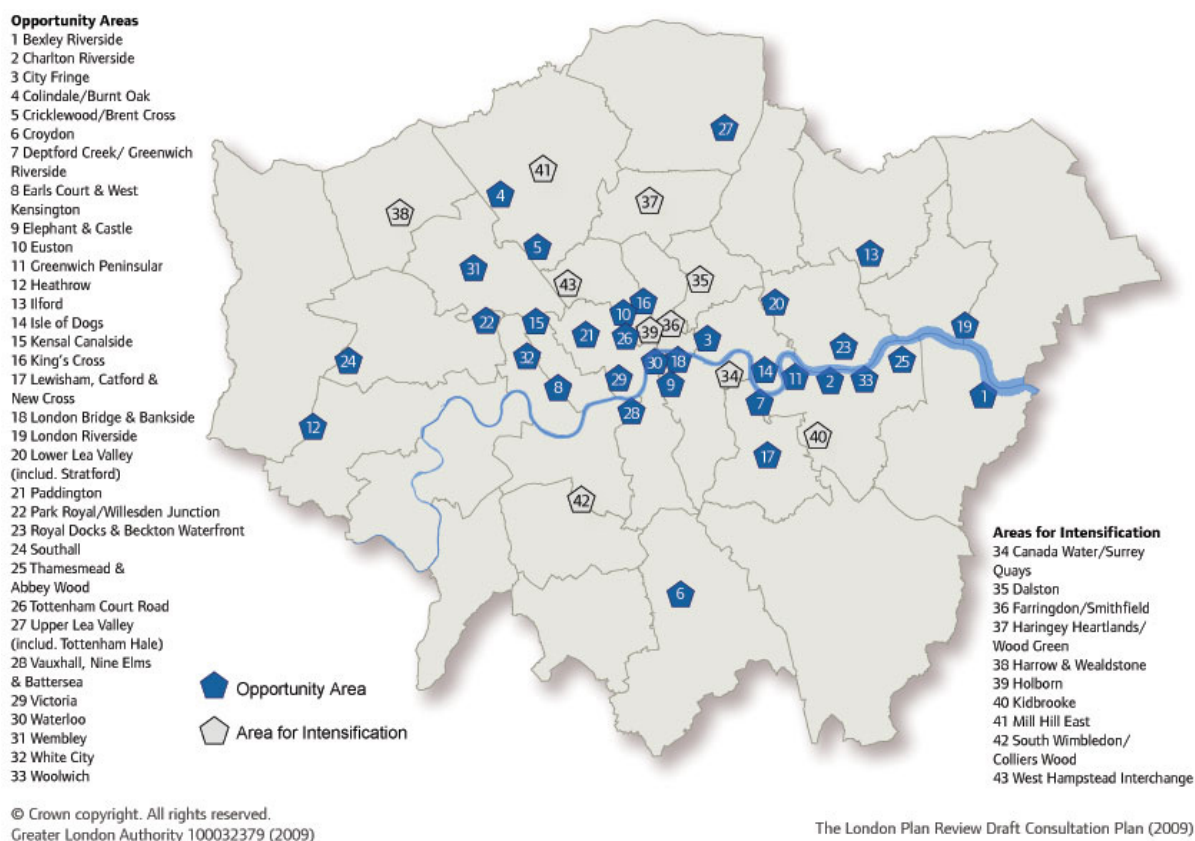 Opportunity Areas
1 Bexley Riverside
2 Charlton Riverside
3 City Fringe
4 Colindale/Burnt Oak
5 Cricklewood/Brent Cross
6 Croydon
7 Deptford Creek/ Greenwich
Riverside
8 Earls Court & West
Kensington
9 Elephant & Castle
10 Euston
11 Greenwich Peninsular
12 Heathrow
13 Ilford
14 Isle of Dogs
15 Kensal Canalside
16 King's Cross
17 Lewisham, Catford &
New Cross
18 London Bridge & Bankside
19 London Riverside
20 Lower Lea Valley
(includ. Stratford)
21 Paddington
22 Park Royal/Willesden Junction
23 Royal Docks & Beckton Waterfront
24 Southall
25 Thamesmead &
Abbey Wood
26 Tottenham Court Road
27 Upper Lea Valley
(includ. Tottenham Hale)
28 Vauxhall, Nine Elms
& Battersea
29 Victoria
30 Waterloo
31 Wembley
32 White City
33 Woolwich
27
41
4
38
37
5
13
31
43
35
16
20
10
36
22
15
21
26
39
3
19
23
24
32
30
18
25
34
14
11
2
33
29
9
8
1
7
28
12
40
17
42
6
Opportunity Area
Area for Intensification
Areas for Intensification
34 Canada Water/Surrey
Quays
35 Dalston
36 Farringdon/Smithfield
37 Haringey Heartlands/
Wood Green
38 Harrow & Wealdstone
39 Holborn
40 Kidbrooke
41 Mill Hill East
42 South Wimbledon/
Colliers Wood
43 West Hampstead Interchange
© Crown copyright. All rights reserved.
Greater London Authority 100032379 (2009)
The London Plan Review Draft Consultation Plan (2009)